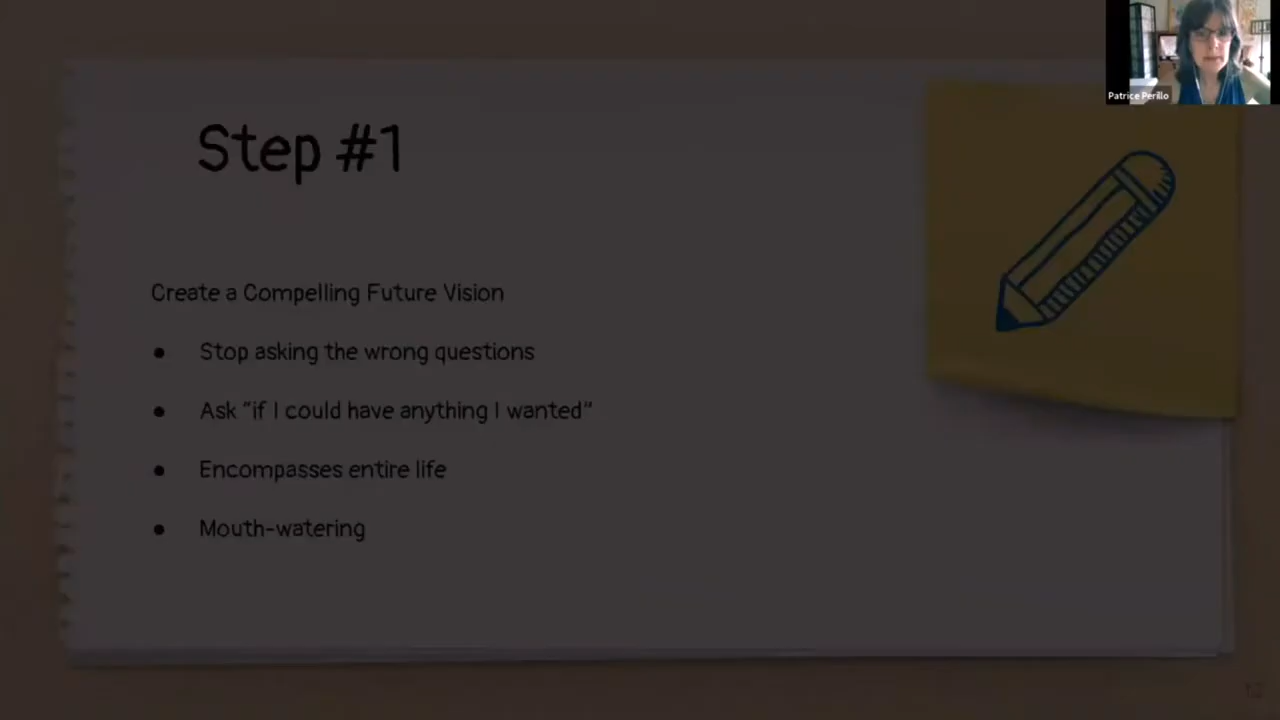 Patrice Perillo
Step #1
Create a Compelling Future Vision
● Stop asking the wrong questions
● Ask "if I could have anything I wanted"
● Encompasses entire life
● Mouth-watering